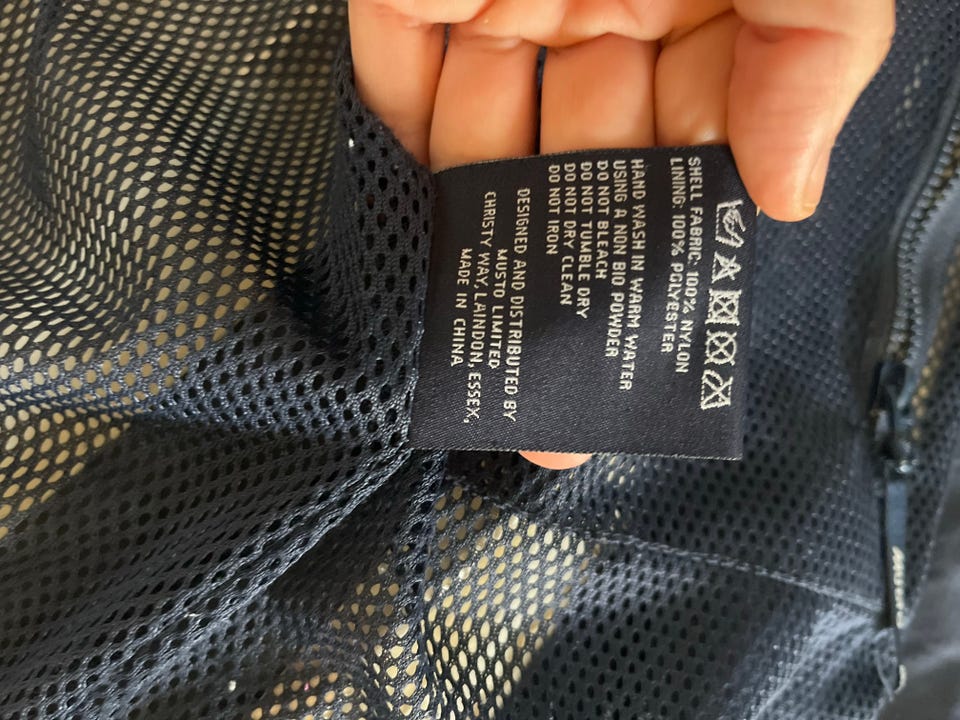 SHELL FABRIC: 100% NYLON
LINING: 100% POLYESTER
HAND WASH IN WARM WATER
USING A NON BIO POWDER
DO NOT BLEACH
DO NOT TUMBLE DRY
DO NOT DRY CLEAN
DO NOT IRON
DESIGNED AND DISTRIBUTED BY
MUSTO LIMITED
CHRISTY WAY, LAINDON, ESSEX,
MADE IN CHINA